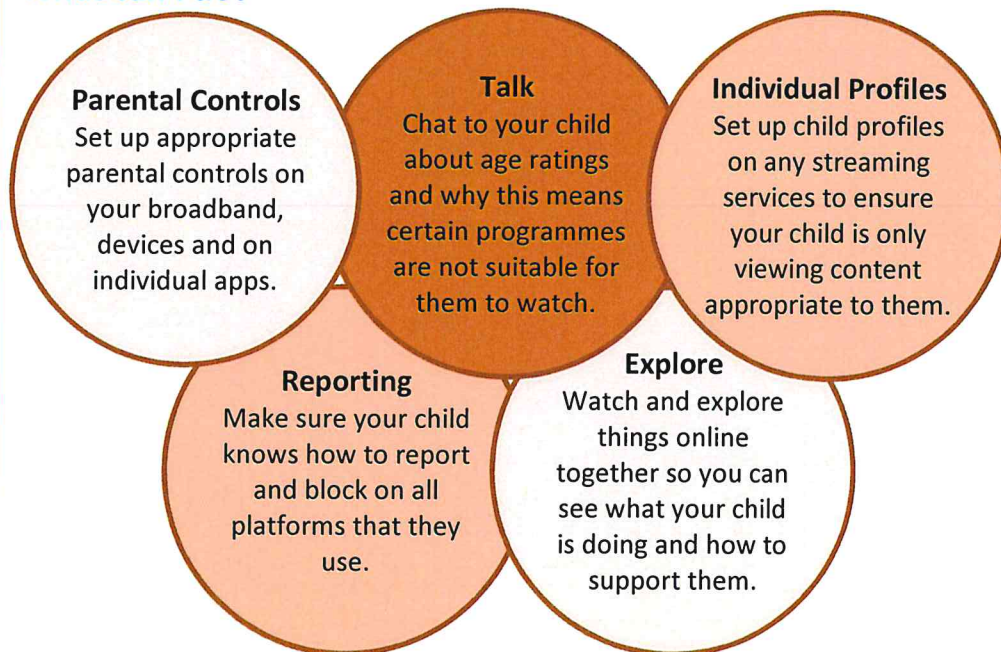 Parental Controls
Set up appropriate
parental controls on
your broadband,
devices and on
individual apps.
Talk
Chat to your child
about age ratings
and why this means
certain programmes
are not suitable for
them to watch.
Individual Profiles
Set up child profiles
on any streaming
services to ensure
your child is only
viewing content
appropriate to them.
Reporting
Make sure your child
knows how to report
and block on all
platforms that they
use.
Explore
Watch and explore
things online
together so you can
see what your child
is doing and how to
support them.